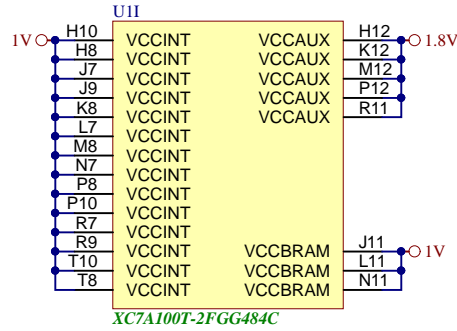 U1I
1V H10 VCCINT VCCAUX H12 1.8V
H8 VCCINT VCCAUX K12
J7 VCCINT VCCAUX M12
J9 VCCINT VCCAUX P12
K8 VCCINT VCCAUX R11
L7 VCCINT
M8 VCCINT
N7 VCCINT
P8 VCCINT
P10 VCCINT
R7 VCCINT
R9 VCCINT VCCBRAM J11 1V
T10 VCCINT VCCBRAM L11
T8 VCCINT VCCBRAM N11
XC7A100T-2FGG484C